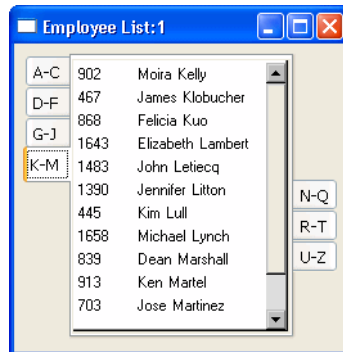 Employee List:1
A-C
D-F
G-J
K-M
902 Moira Kelly
467 James Klobucher
868 Felicia Kuo
1643 Elizabeth Lambert
1483 John Letiecq
1390 Jennifer Litton
445 Kim Lull
1658 Michael Lynch
839 Dean Marshall
913 Ken Martel
703 Jose Martinez
N-Q
R-T
U-Z